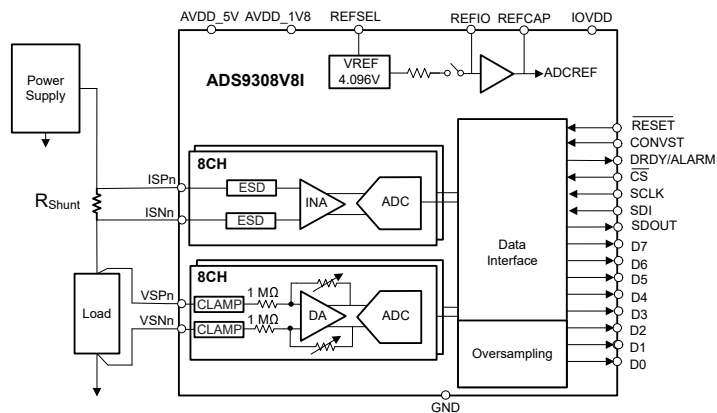 AVDD_5V AVDD_1V8 REFSEL REFIO REFCAP IOVDD
Power
Supply
ADS9308V8I
VREF
4.096V
ADCREF
RShunt
ISPn
ISNn
8CH
ESD
ESD
INA
ADC
Load
VSPn
VSNn
8CH
CLAMP
1 MΩ
CLAMP
1 MΩ
DA
ADC
Data
Interface
Oversampling
RESET
CONVST
DRDY/ALARM
CS
SCLK
SDI
SDOUT
D7
D6
D5
D4
D3
D2
D1
D0
GND